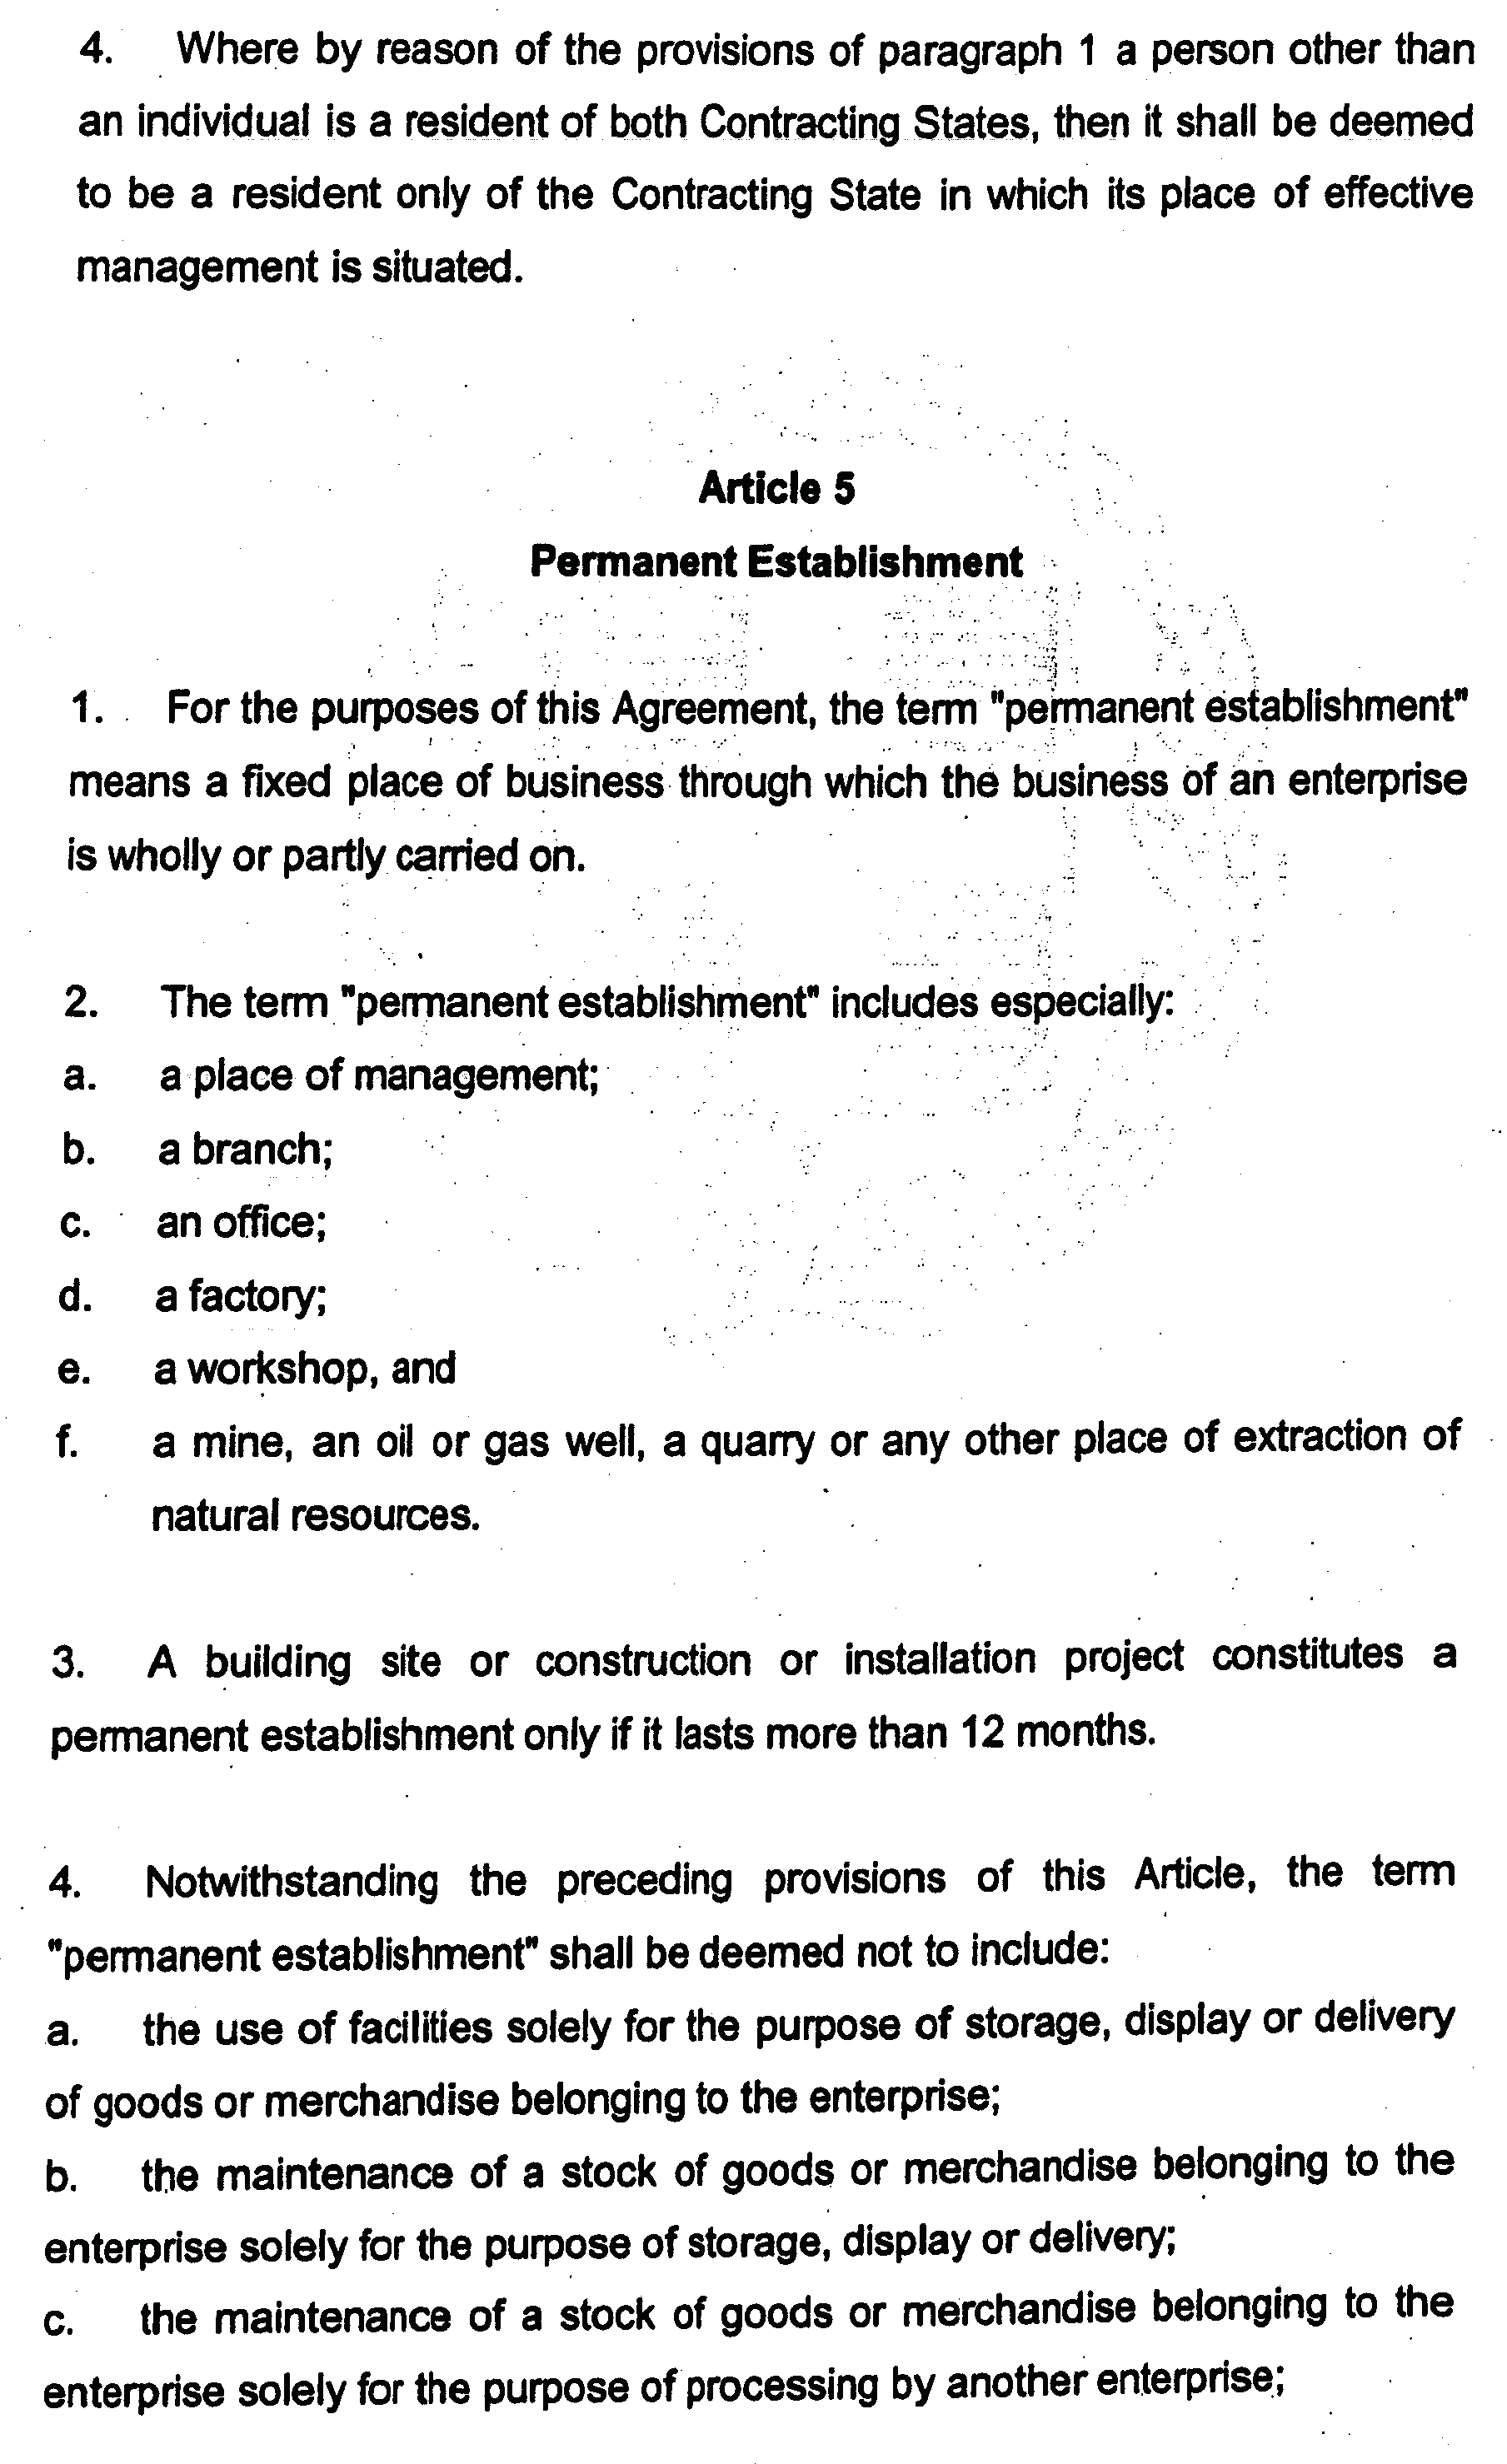 4. Where by reason of the provisions of paragraph 1 a person other than
an individual is a resident of both Contracting States, then it shall be deemed
to be a resident only of the Contracting State in which its place of effective
management is situated.
Article 5
Permanent Establishment
1. For the purposes of this Agreement, the term "permanent establishment"
means a fixed place of business through which the business of an enterprise
is wholly or partly carried on.
2. The term "permanent establishment" includes especially:
a. a place of management;
b. a branch;
c. an office;
d. a factory;
e. a workshop, and
f. a mine, an oil or gas well, a quarry or any other place of extraction of
natural resources.
3. A building site or construction or installation project constitutes a
permanent establishment only if it lasts more than 12 months.
4. Notwithstanding the preceding provisions of this Article, the term
"permanent establishment" shall be deemed not to include:
a. the use of facilities solely for the purpose of storage, display or delivery
of goods or merchandise belonging to the enterprise;
b. the maintenance of a stock of goods or merchandise belonging to the
enterprise solely for the purpose of storage, display or delivery;
c. the maintenance of a stock of goods or merchandise belonging to the
enterprise solely for the purpose of processing by another enterprise;